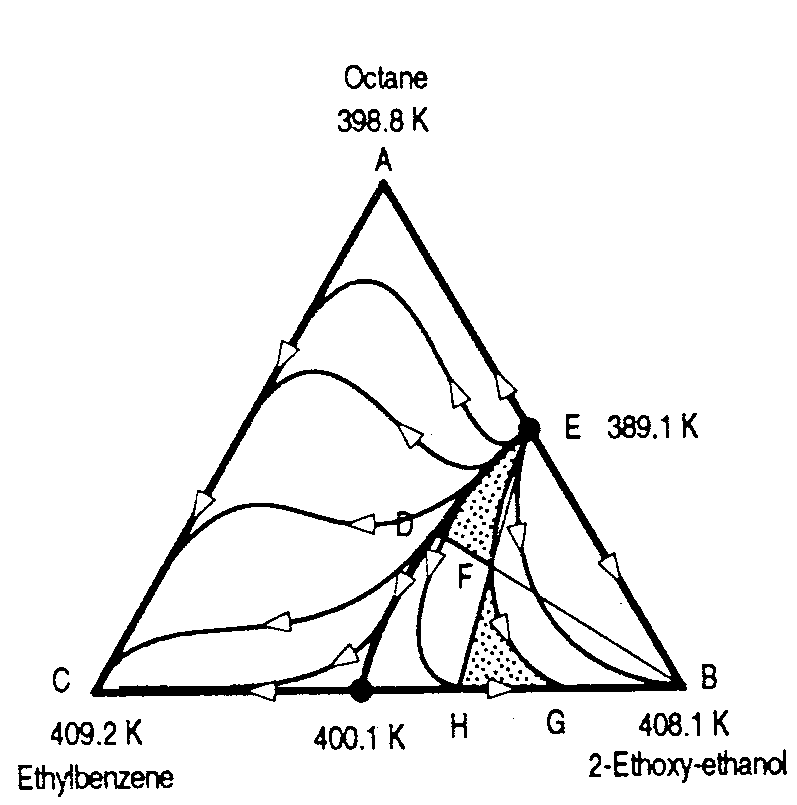 Octane
398.8 K
A
E 389.1 K
D
F
C
B
409.2 K
400.1 K
H
G
408.1 K
Ethylbenzene
2-Ethoxy-ethanol